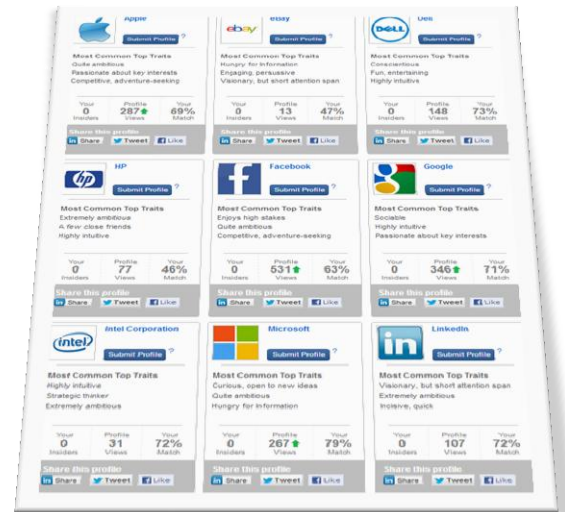 Apple
Submit Profile ?
Most Common Top Traits
Quite ambitious
Passionate about key interests
Competitive, adventure-seeking
Your Profile Your
0 287 69%
Insiders Views Match
Share this profile
in Share Tweet f Like
ebay
ebay
Submit Profile ?
Most Common Top Traits
Hungry for Information
Engaging, persuasive
Visionary, but short attention span
Your Profile Your
0 13 47%
Insiders Views Match
Share this profile
in Share Tweet f Like
DELL
Dell
Submit Profile ?
Most Common Top Traits
Conscientious
Fun, entertaining
Highly intuitive
Your Profile Your
0 148 73%
Insiders Views Match
Share this profile
in Share Tweet f Like
hp
HP
Submit Profile ?
Most Common Top Traits
Extremely ambitious
A few close friends
Highly intuitive
Your Profile Your
0 77 46%
Insiders Views Match
Share this profile
in Share Tweet f Like
f
Facebook
Submit Profile ?
Most Common Top Traits
Enjoys high stakes
Quite ambitious
Competitive, adventure-seeking
Your Profile Your
0 531 63%
Insiders Views Match
Share this profile
in Share Tweet f Like
g
Google
Submit Profile ?
Most Common Top Traits
Sociable
Highly intuitive
Passionate about key interests
Your Profile Your
0 346 71%
Insiders Views Match
Share this profile
in Share Tweet f Like
intel
Intel Corporation
Submit Profile ?
Most Common Top Traits
Highly intuitive
Strategic thinker
Extremely ambitious
Your Profile Your
0 31 72%
Insiders Views Match
Share this profile
in Share Tweet f Like
Microsoft
Submit Profile ?
Most Common Top Traits
Curious, open to new ideas
Quite ambitious
Hungry for Information
Your Profile Your
0 267 79%
Insiders Views Match
Share this profile
in Share Tweet f Like
in
LinkedIn
Submit Profile ?
Most Common Top Traits
Visionary, but short attention span
Extremely ambitious
Incisive, quick
Your Profile Your
0 107 72%
Insiders Views Match
Share this profile
in Share Tweet f Like